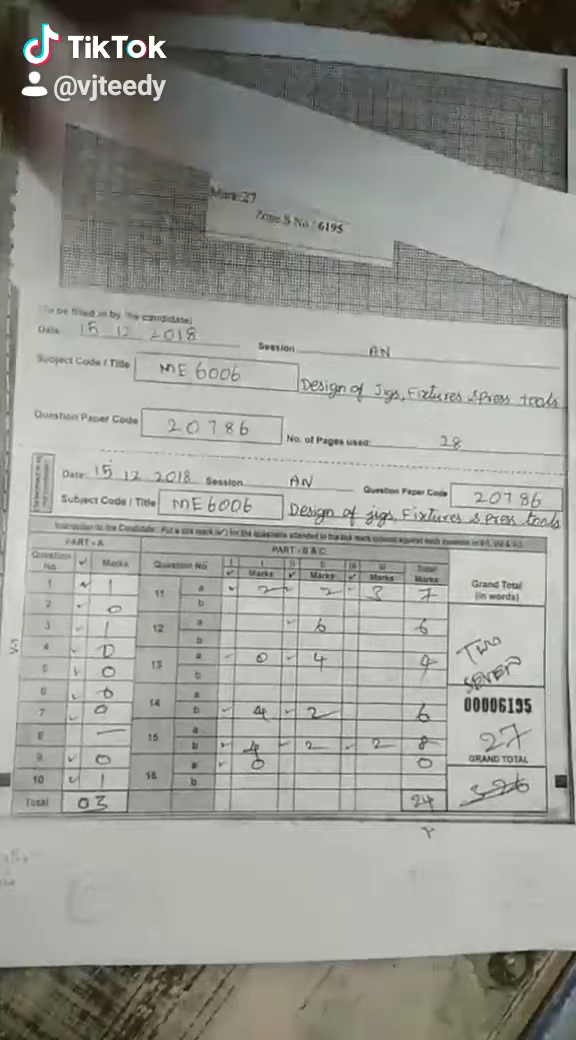 TikTok
@vjteedy
Mark:27
Zone S No: 6195
(To be filled in by the candidate)
Date 15 12 2018 Session AN
Subject Code / Title ME6006 Design of Jigs, Fixtures & Press tools
Question Paper Code 20786 No. of Pages used: 28
Date 15 12 2018 Session AN Question Paper Code 20786
Subject Code / Title ME6006 Design of jigs, Fixtures & Press tools
PART - A PART - B & C
Question No. ✓ Marks Question No I ✓ Marks II ✓ Marks III ✓ Marks Total Marks Grand Total (in words)
1 ✓ 1 11 a ✓ 2 2 3 7
2 ✓ 0 b
3 ✓ 1 12 a ✓ 6 6
4 ✓ 0 b
5 ✓ 0 13 a ✓ 0 ✓ 4 4
b
6 ✓ 0 14 a
7 ✓ 0 b ✓ 4 ✓ 2 6
8 — 15 a
b ✓ 4 ✓ 2 ✓ 2 8
9 ✓ 0 16 a ✓ 0 0
10 ✓ 1 b
Total 03 24
TWO
SEVEN
00006195
27
GRAND TOTAL